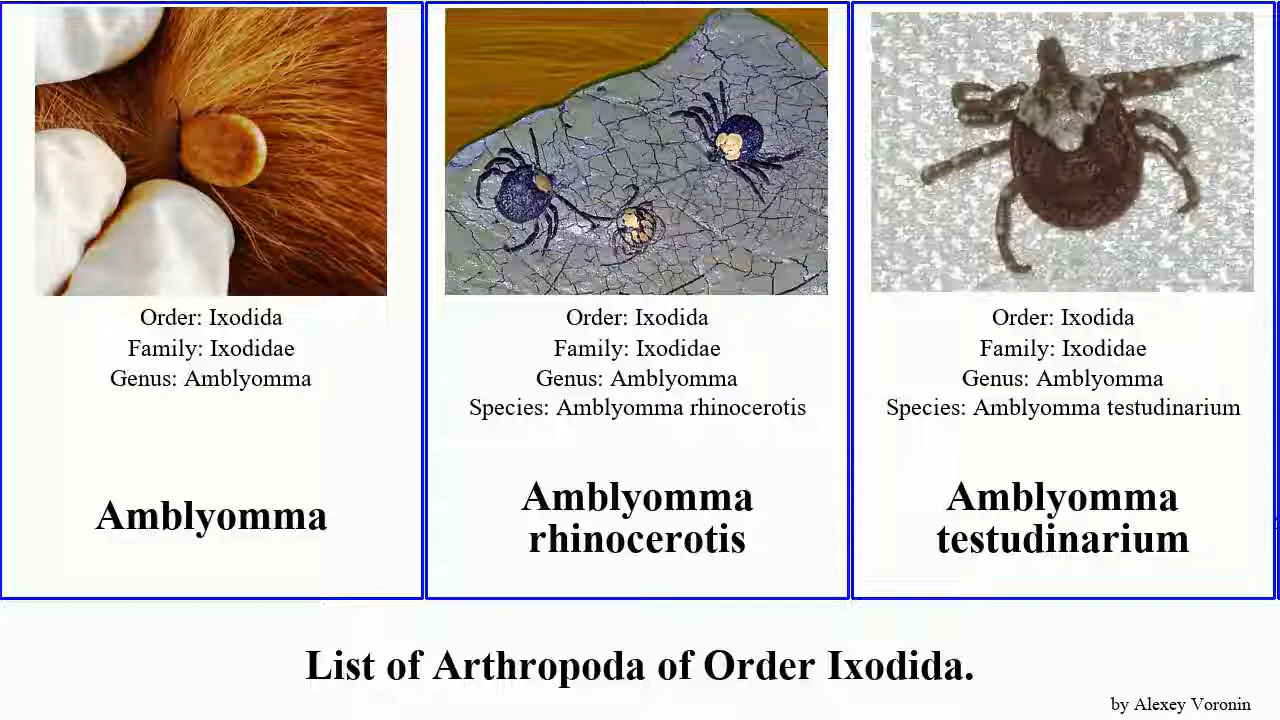 Order: Ixodida
Family: Ixodidae
Genus: Amblyomma
Amblyomma
Order: Ixodida
Family: Ixodidae
Genus: Amblyomma
Species: Amblyomma rhinocerotis
Amblyomma
rhinocerotis
Order: Ixodida
Family: Ixodidae
Genus: Amblyomma
Species: Amblyomma testudinarium
Amblyomma
testudinarium
List of Arthropoda of Order Ixodida.
by Alexey Voronin